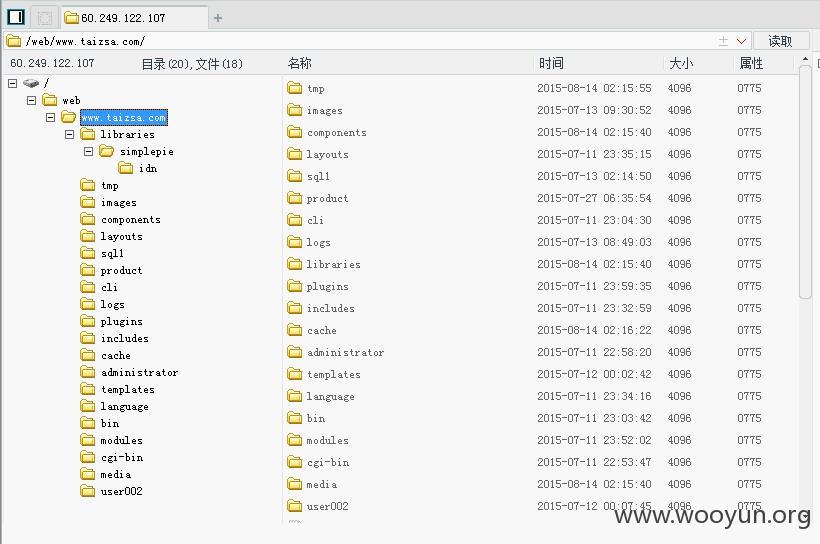 60.249.122.107 +
/web/www.taizsa.com/ 读取
60.249.122.107 目录(20),文件(18) 名称 时间 大小 属性
/
web
www.taizsa.com
libraries
simplepie
idn
tmp
images
components
layouts
sql1
product
cli
logs
plugins
includes
cache
administrator
templates
language
bin
modules
cgi-bin
media
user002
tmp 2015-08-14 02:15:55 4096 0775
images 2015-07-13 09:30:52 4096 0775
components 2015-08-14 02:15:40 4096 0775
layouts 2015-07-11 23:35:15 4096 0775
sql1 2015-07-13 02:14:50 4096 0775
product 2015-07-27 06:35:54 4096 0775
cli 2015-07-11 23:04:30 4096 0775
logs 2015-07-13 08:49:03 4096 0775
libraries 2015-08-14 02:15:40 4096 0775
plugins 2015-07-11 23:59:35 4096 0775
includes 2015-07-11 23:32:59 4096 0775
cache 2015-08-14 02:16:22 4096 0775
administrator 2015-07-11 22:58:20 4096 0775
templates 2015-07-12 00:02:42 4096 0775
language 2015-07-11 23:34:16 4096 0775
bin 2015-07-11 23:03:42 4096 0775
modules 2015-07-11 23:52:02 4096 0775
cgi-bin 2015-07-11 22:53:47 4096 0775
media 2015-08-14 02:15:40 4096 0775
user002 2015-07-12 00:07:45 4096 0775
www.wooyun.org